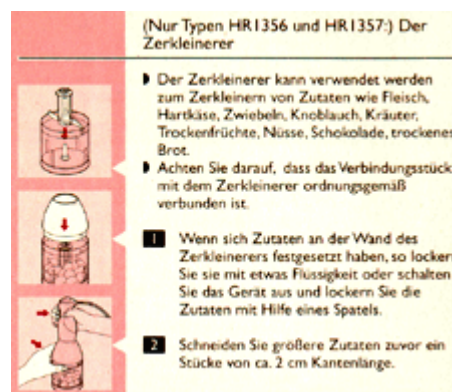 (Nur Typen HR1356 und HR1357:) Der
Zerkleinerer
Der Zerkleinerer kann verwendet werden
zum Zerkleinern von Zutaten wie Fleisch,
Hartkäse, Zwiebeln, Knoblauch, Kräuter,
Trockenfrüchte, Nüsse, Schokolade, trockenes
Brot.
Achten Sie darauf, dass das Verbindungsstück
mit dem Zerkleinerer ordnungsgemäß
verbunden ist.
1 Wenn sich Zutaten an der Wand des
Zerkleinerers festgesetzt haben, so lockern
Sie sie mit etwas Flüssigkeit oder schalten
Sie das Gerät aus und lockern Sie die
Zutaten mit Hilfe eines Spatels.
2 Schneiden Sie größere Zutaten zuvor ein
Stücke von ca. 2 cm Kantenlänge.